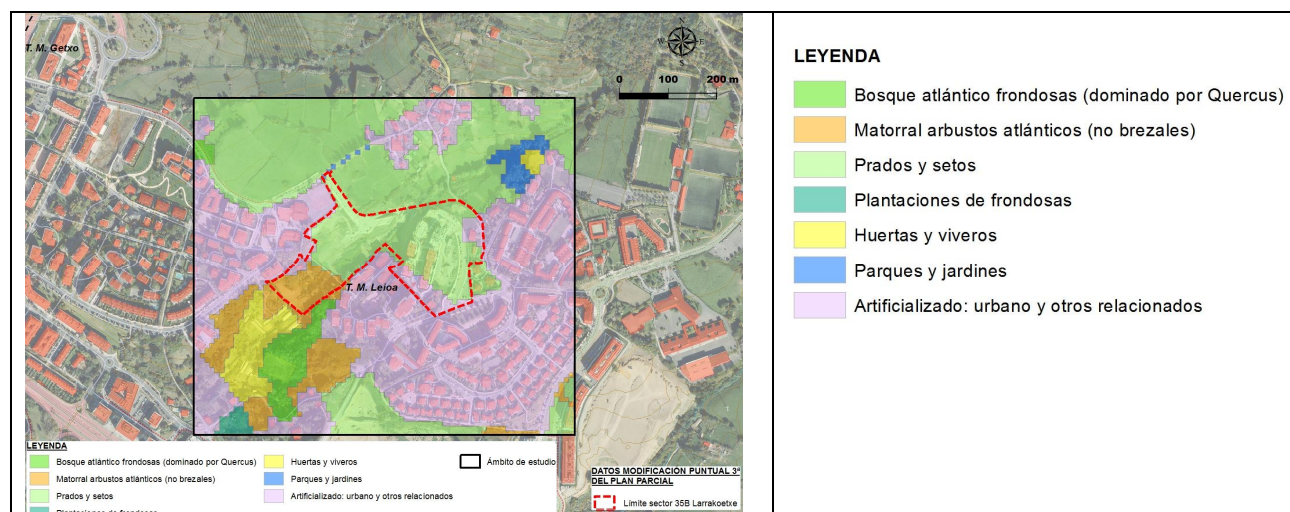 T. M. Getxo
N
W E
S
0 100 200 m
T. M. Leioa
LEYENDA
Bosque atlántico frondosas (dominado por Quercus)
Matorral arbustos atlánticos (no brezales)
Prados y setos
Plantaciones de frondosas
Huertas y viveros
Parques y jardines
Artificializado: urbano y otros relacionados
Ámbito de estudio
DATOS MODIFICACIÓN PUNTUAL 3ª
DEL PLAN PARCIAL
Límite sector 35B Larrakoetxe
LEYENDA
Bosque atlántico frondosas (dominado por Quercus)
Matorral arbustos atlánticos (no brezales)
Prados y setos
Plantaciones de frondosas
Huertas y viveros
Parques y jardines
Artificializado: urbano y otros relacionados